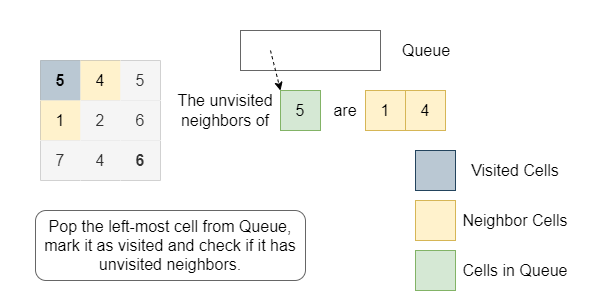 Queue
5 4 5
1 2 6
7 4 6
The unvisited
neighbors of
5
are
1 4
Visited Cells
Neighbor Cells
Cells in Queue
Pop the left-most cell from Queue,
mark it as visited and check if it has
unvisited neighbors.